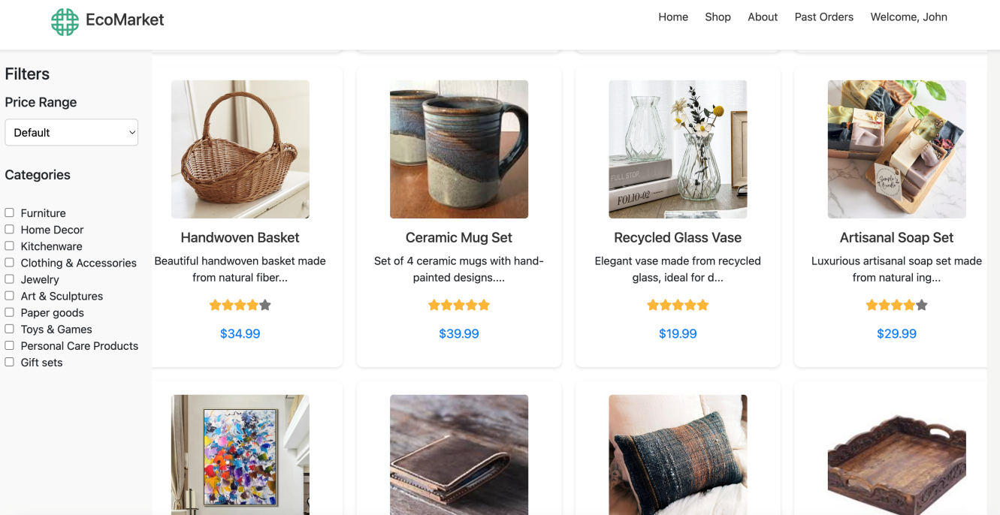 EcoMarket
Home
Shop
About
Past Orders
Welcome, John
Filters
Price Range
Default
Categories
Furniture
Home Decor
Kitchenware
Clothing & Accessories
Jewelry
Art & Sculptures
Paper goods
Toys & Games
Personal Care Products
Gift sets
Handwoven Basket
Beautiful handwoven basket made
from natural fiber...
$34.99
Ceramic Mug Set
Set of 4 ceramic mugs with hand-
painted designs....
$39.99
FULL STOP.
FOLIO-02
Recycled Glass Vase
Elegant vase made from recycled
glass, ideal for d...
$19.99
Artisanal Soap Set
Luxurious artisanal soap set made
from natural ing...
$29.99